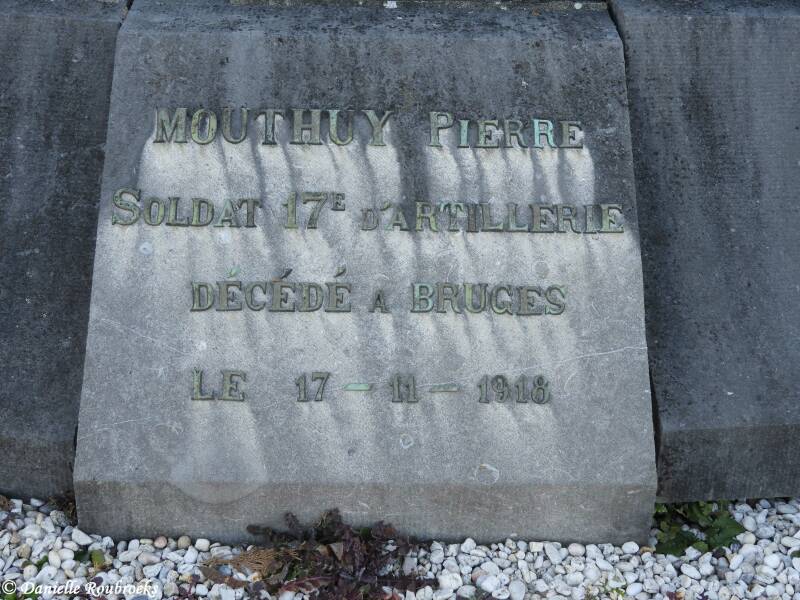 MOUTHUY PIERRE
SOLDAT 17E D'ARTILLERIE
DÉCÉDÉ A BRUGES
LE 17-11-1918
© Danielle Roubroeks